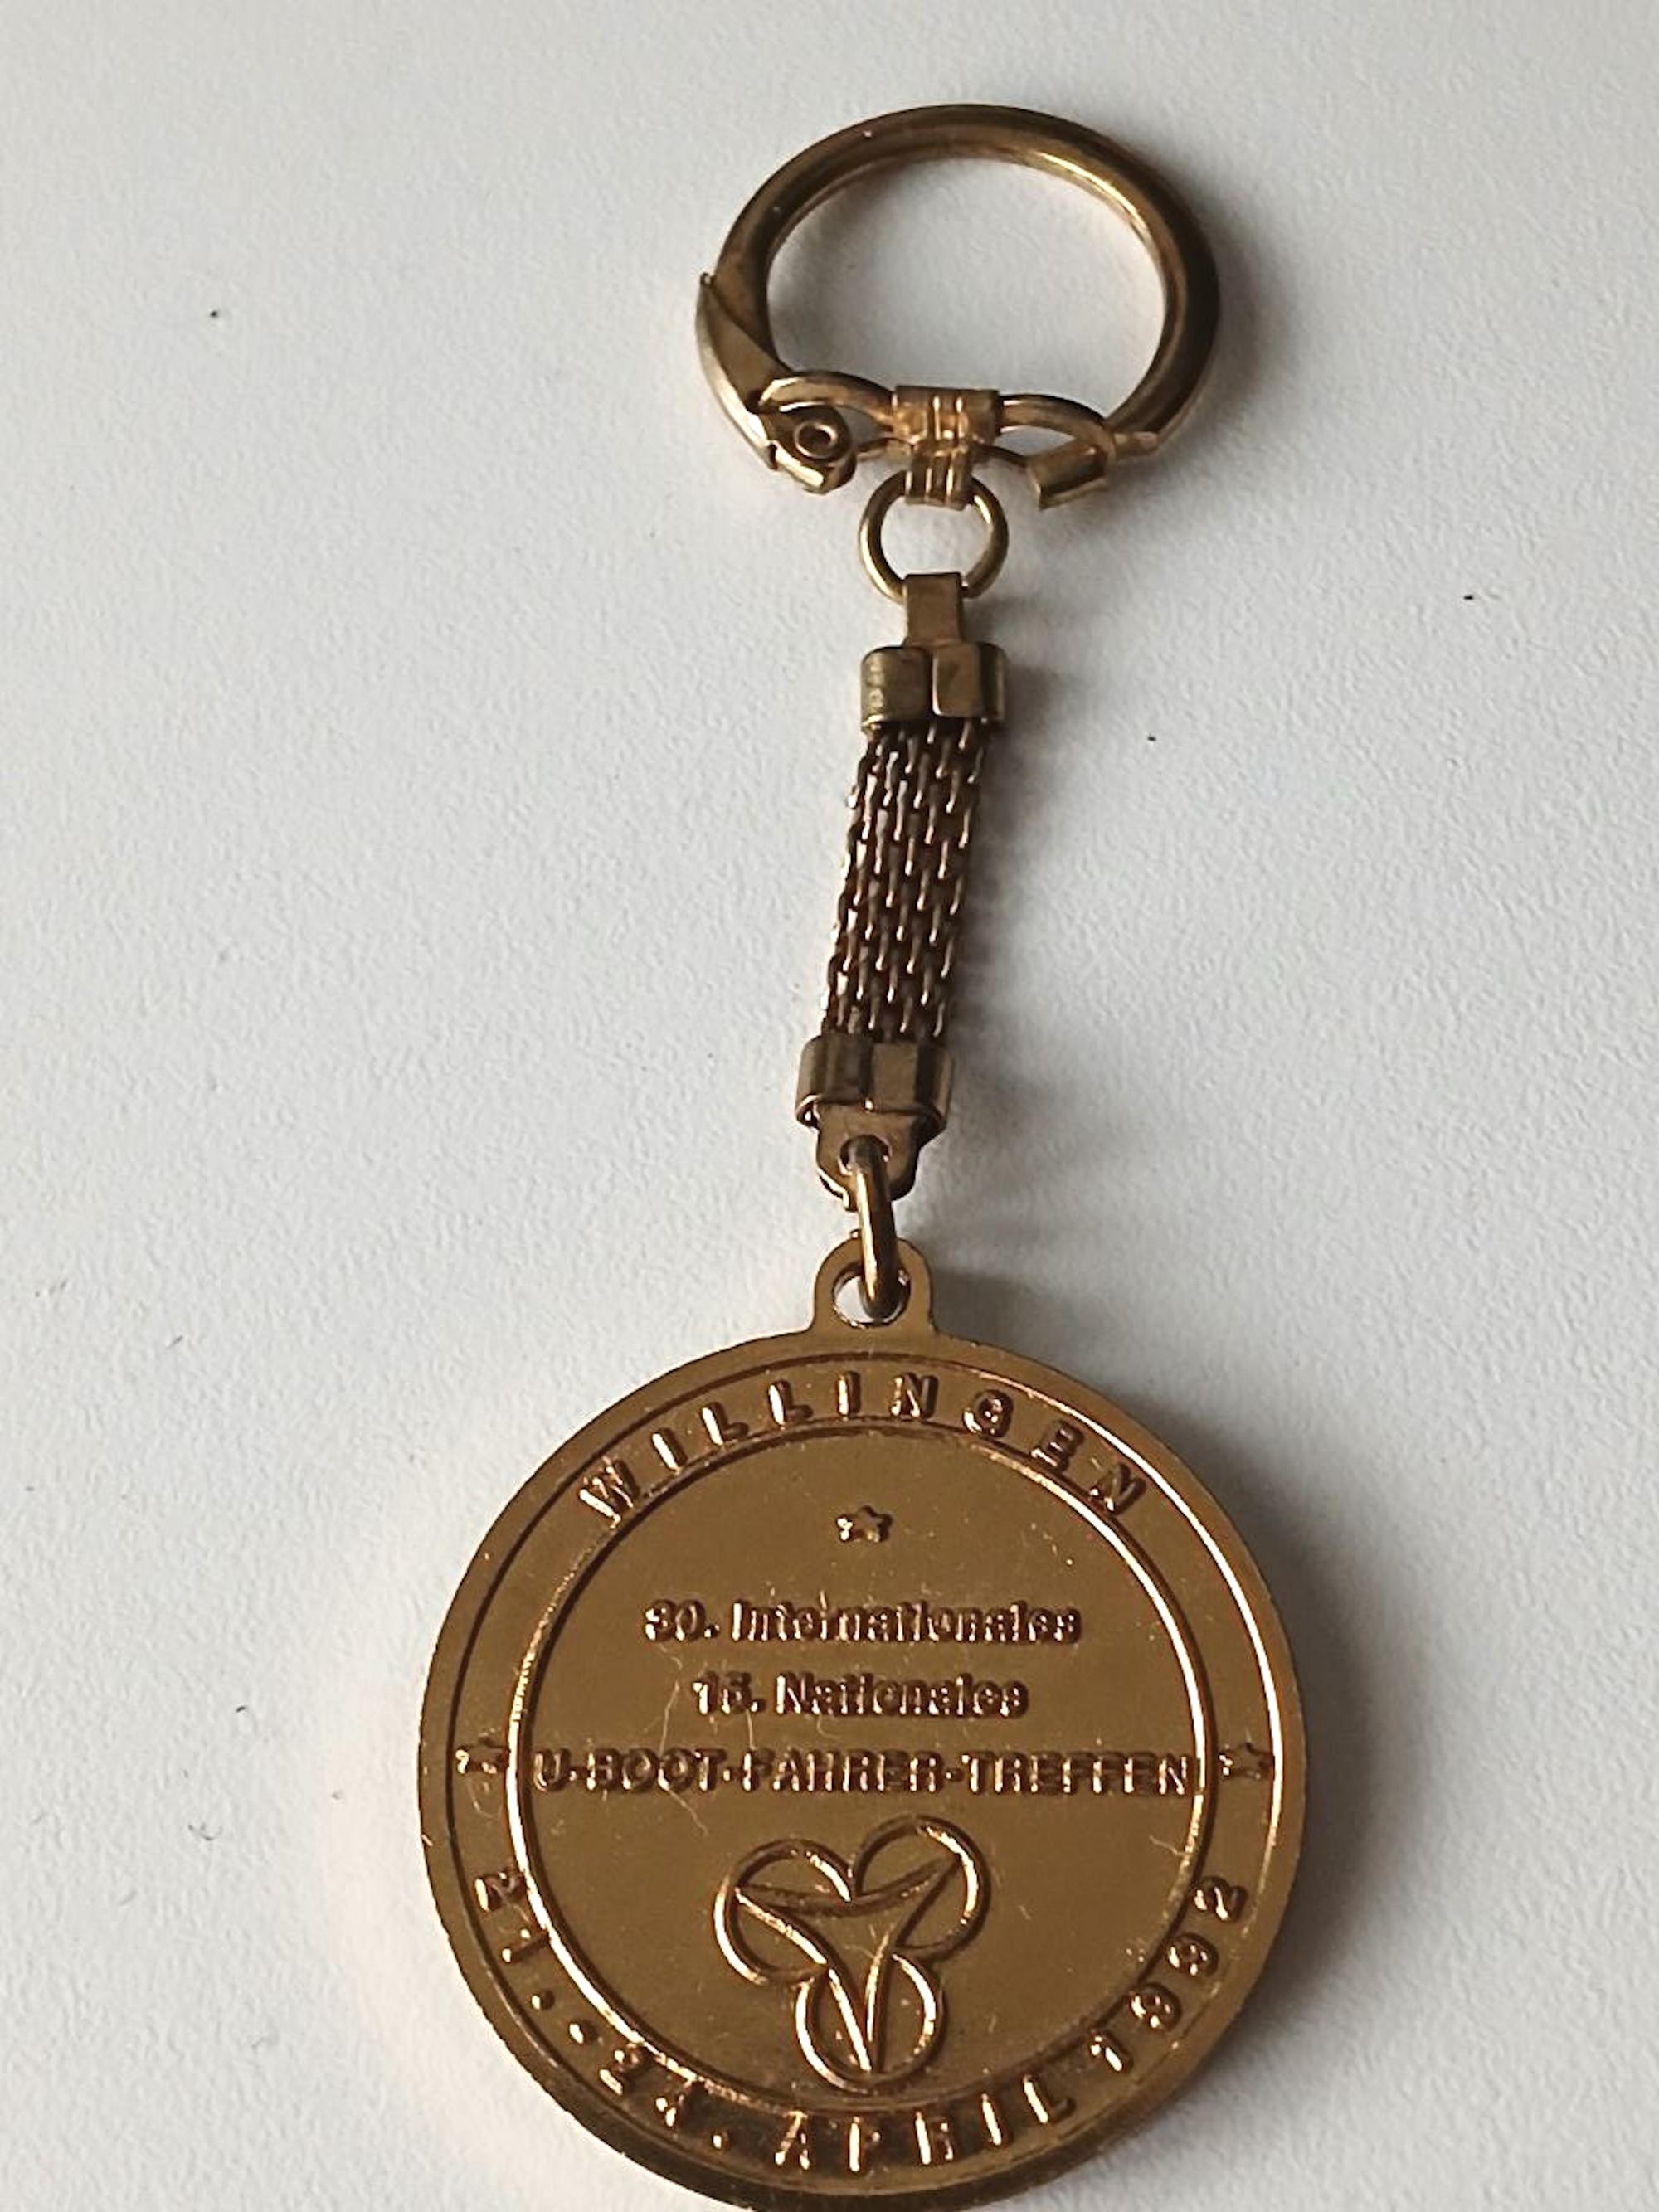 WILLINGEN
30. Internationales
15. Nationales
U-BOOT-FAHRER-TREFFEN
21.-24. APRIL 1992